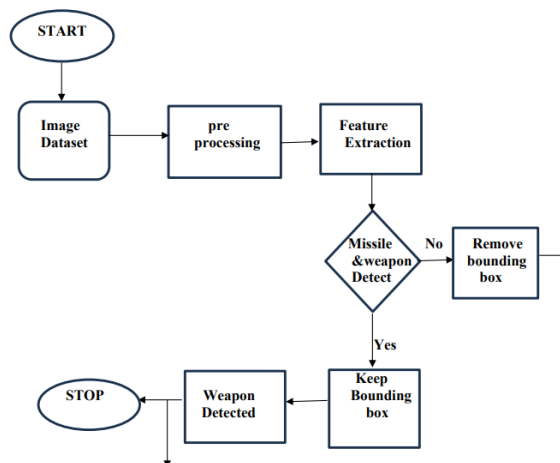 START
Image
Dataset
pre
processing
Feature
Extraction
Missile
&weapon
Detect
No
Remove
bounding
box
Yes
Keep
Bounding
box
Weapon
Detected
STOP